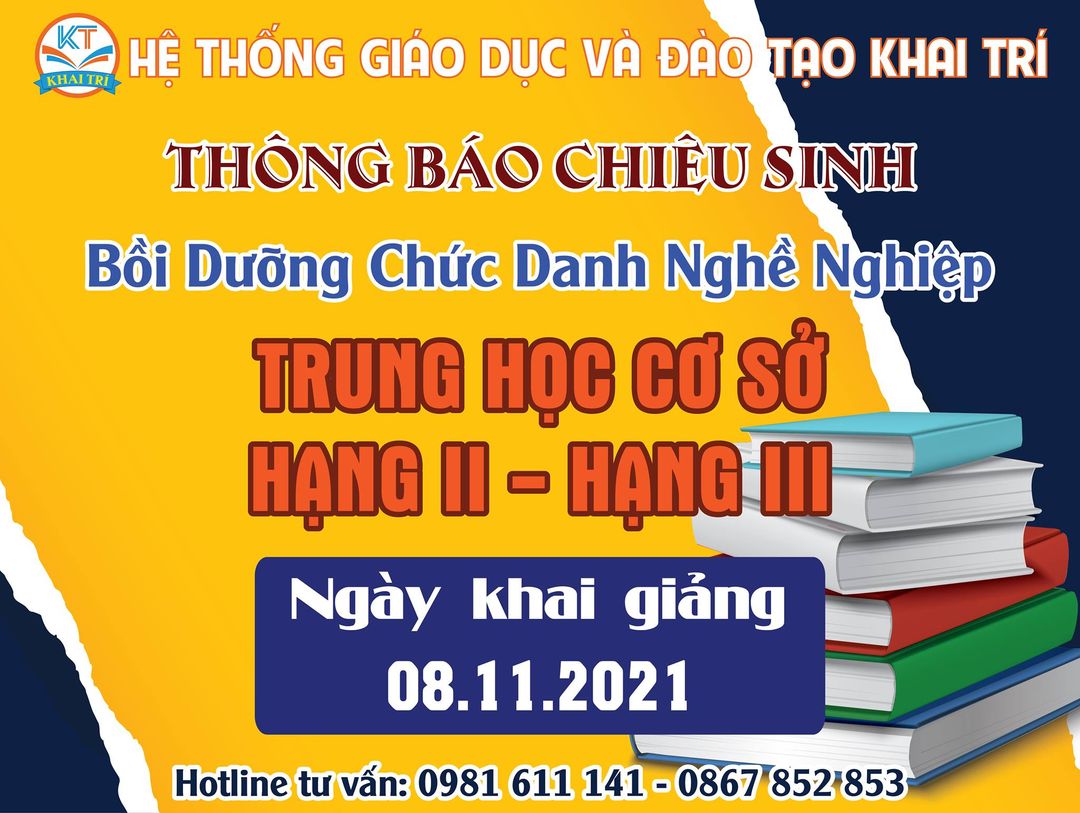 KT
KHAI TRÍ
HỆ THỐNG GIÁO DỤC VÀ ĐÀO TẠO KHAI TRÍ
THÔNG BÁO CHIÊU SINH
Bồi Dưỡng Chức Danh Nghề Nghiệp
TRUNG HỌC CƠ SỞ
HẠNG II – HẠNG III
Ngày khai giảng
08.11.2021
Hotline tư vấn: 0981 611 141 - 0867 852 853